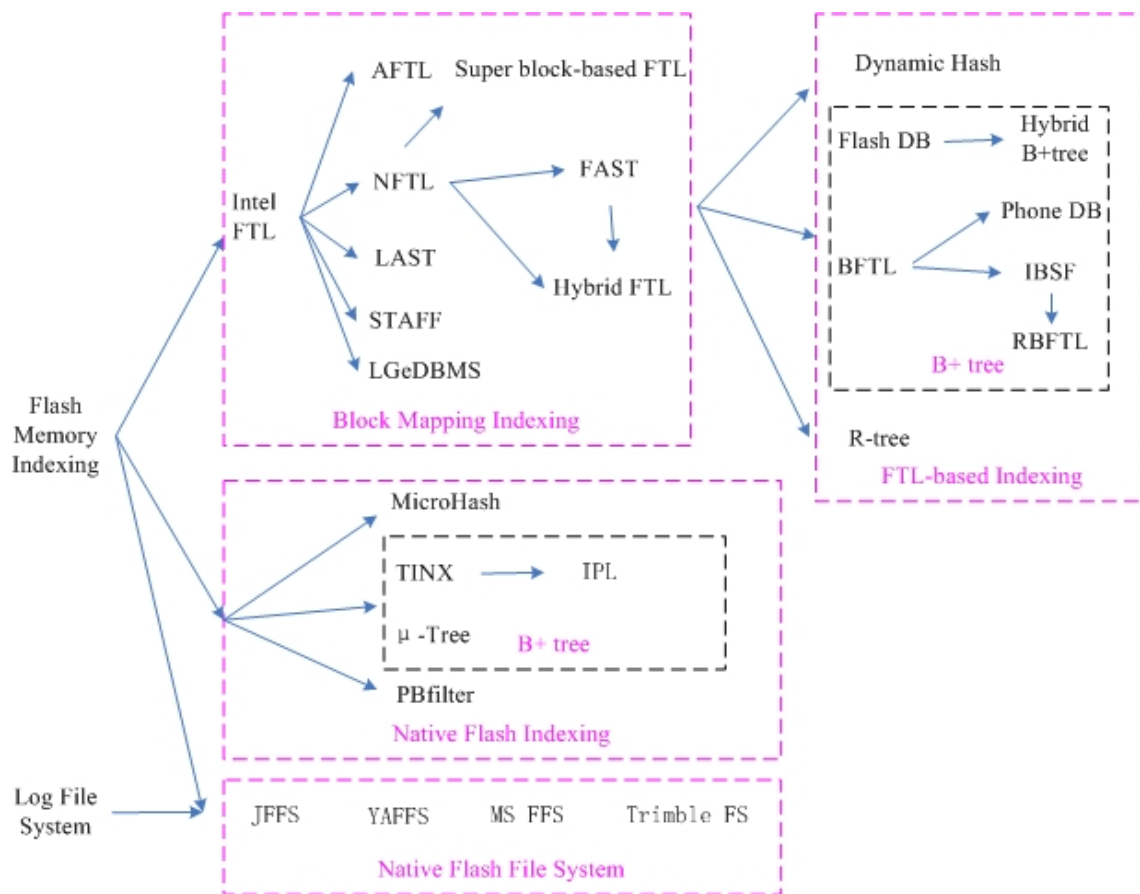 AFTL
Super block-based FTL
Intel
FTL
NFTL
FAST
LAST
Hybrid FTL
STAFF
LGeDBMS
Block Mapping Indexing
Dynamic Hash
Flash DB
Hybrid
B+tree
Phone DB
BFTL
IBSF
RBFTL
B+ tree
R-tree
FTL-based Indexing
Flash
Memory
Indexing
MicroHash
TINX
IPL
μ-Tree
B+ tree
PBfilter
Native Flash Indexing
Log File
System
JFFS
YAFFS
MS FFS
Trimble FS
Native Flash File System